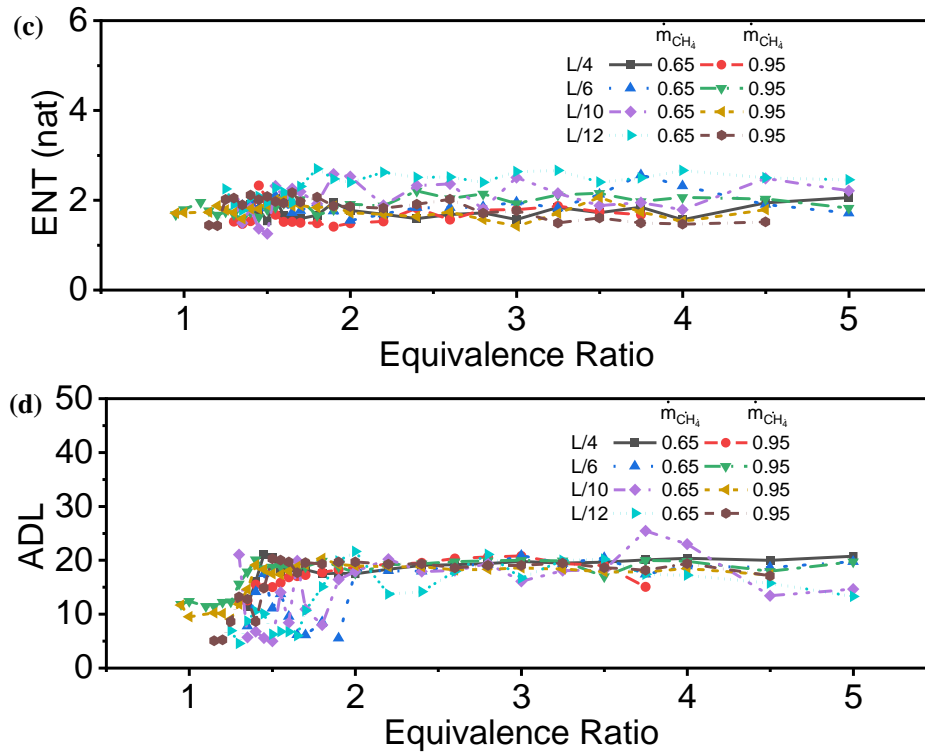 (c)
6
4
2
0
ENT (nat)
ṁCH₄ ṁCH₄
L/4 0.65 0.95
L/6 0.65 0.95
L/10 0.65 0.95
L/12 0.65 0.95
1 2 3 4 5
Equivalence Ratio
(d)
50
40
30
20
10
0
ADL
ṁCH₄ ṁCH₄
L/4 0.65 0.95
L/6 0.65 0.95
L/10 0.65 0.95
L/12 0.65 0.95
1 2 3 4 5
Equivalence Ratio